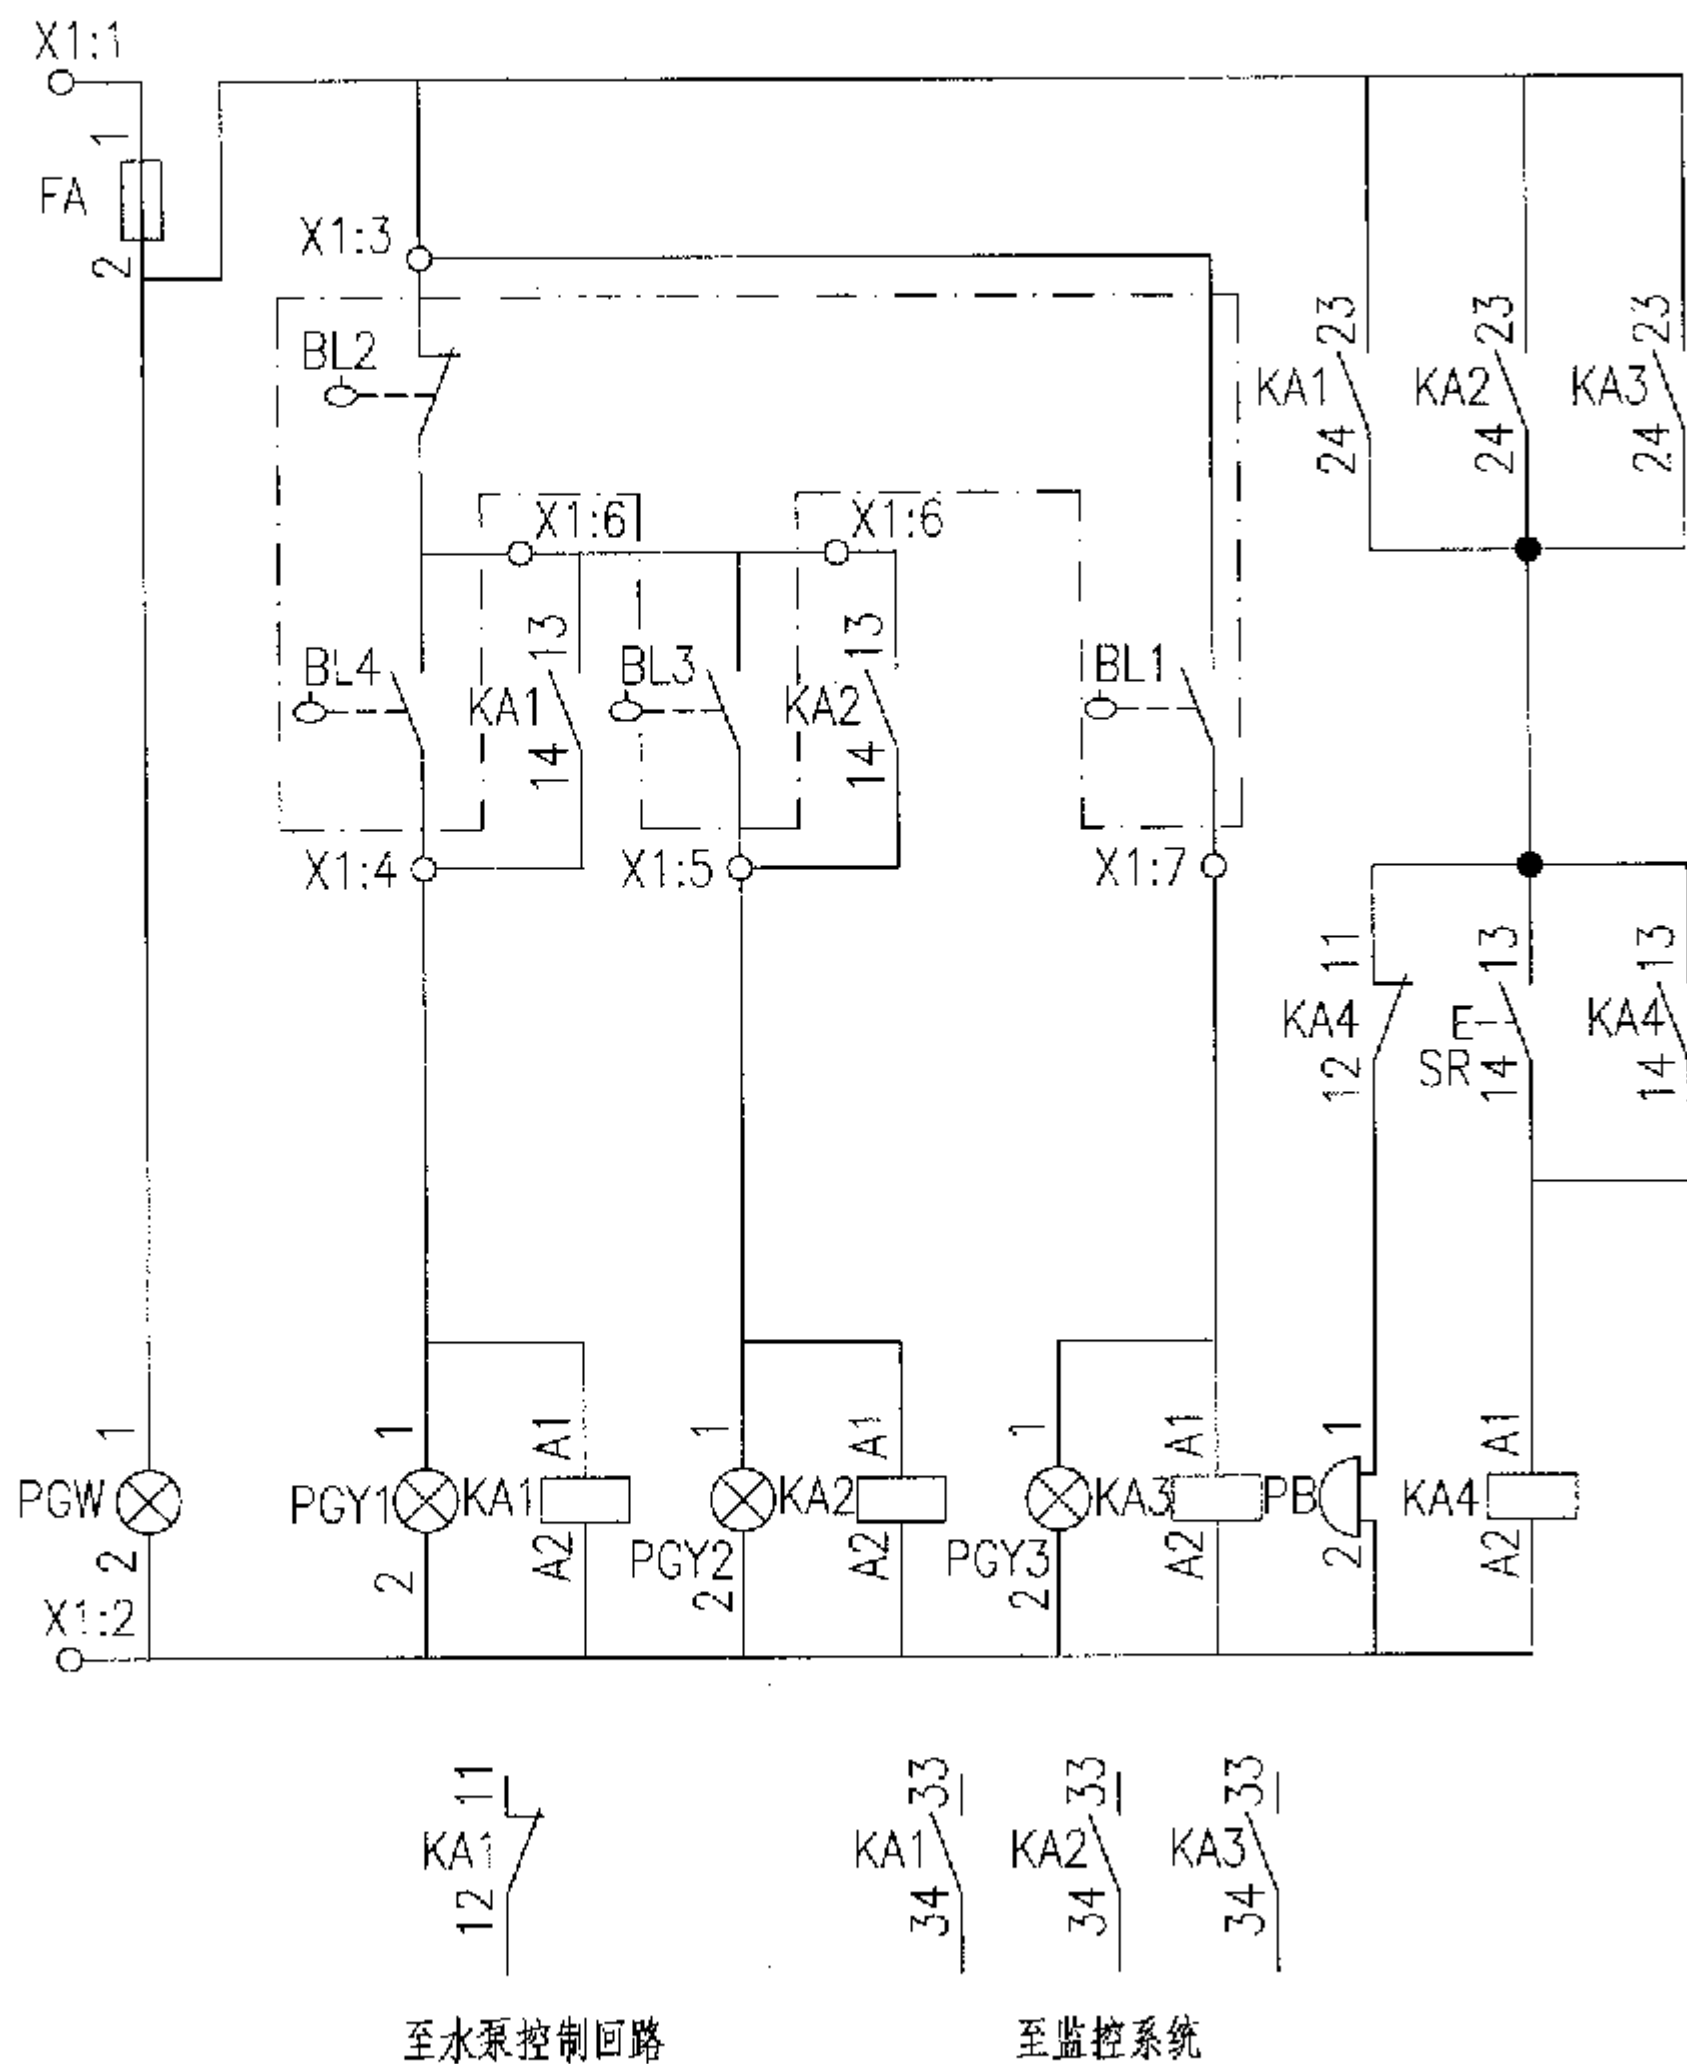 X1:1
1
FA
2
X1:3
BL2
23
23
23
KA1
KA2
KA3
24
24
24
X1:6
X1:6
BL4
13
KA1
14
BL3
13
KA2
14
BL1
X1:4
X1:5
X1:7
11
13
13
KA4
E
SR
KA4
12
14
14
1
1
A1
1
A1
1
A1
1
A1
PGW
PGY1
KA1
KA2
KA3
PB
KA4
PGY2
PGY3
2
2
A2
2
A2
2
A2
2
A2
X1:2
11
33
33
33
KA1
KA1
KA2
KA3
12
34
34
34
至水泵控制回路
至监控系统